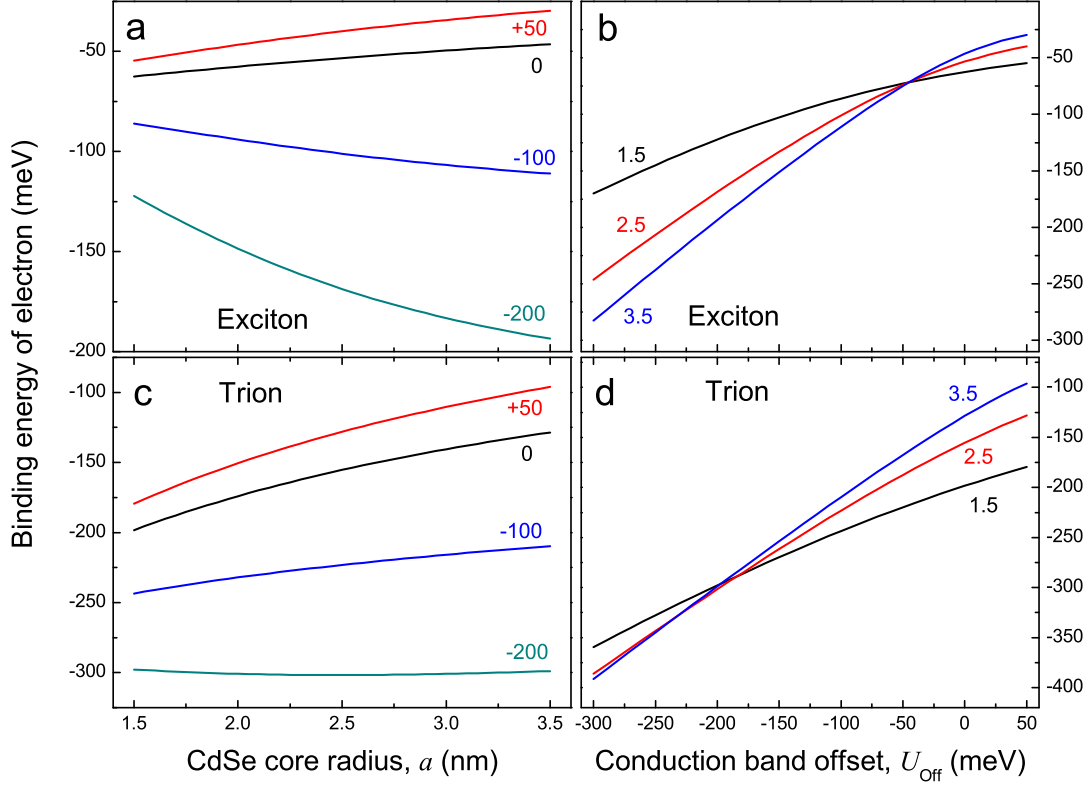 a
+50
0
-100
-200
Exciton
-50
-100
-150
-200
b
1.5
2.5
3.5
Exciton
-50
-100
-150
-200
-250
-300
Binding energy of electron (meV)
c
Trion
+50
0
-100
-200
-100
-150
-200
-250
-300
1.5 2.0 2.5 3.0 3.5
CdSe core radius, a (nm)
Trion
d
3.5
2.5
1.5
-100
-150
-200
-250
-300
-350
-400
-300 -250 -200 -150 -100 -50 0 50
Conduction band offset, U_Off (meV)